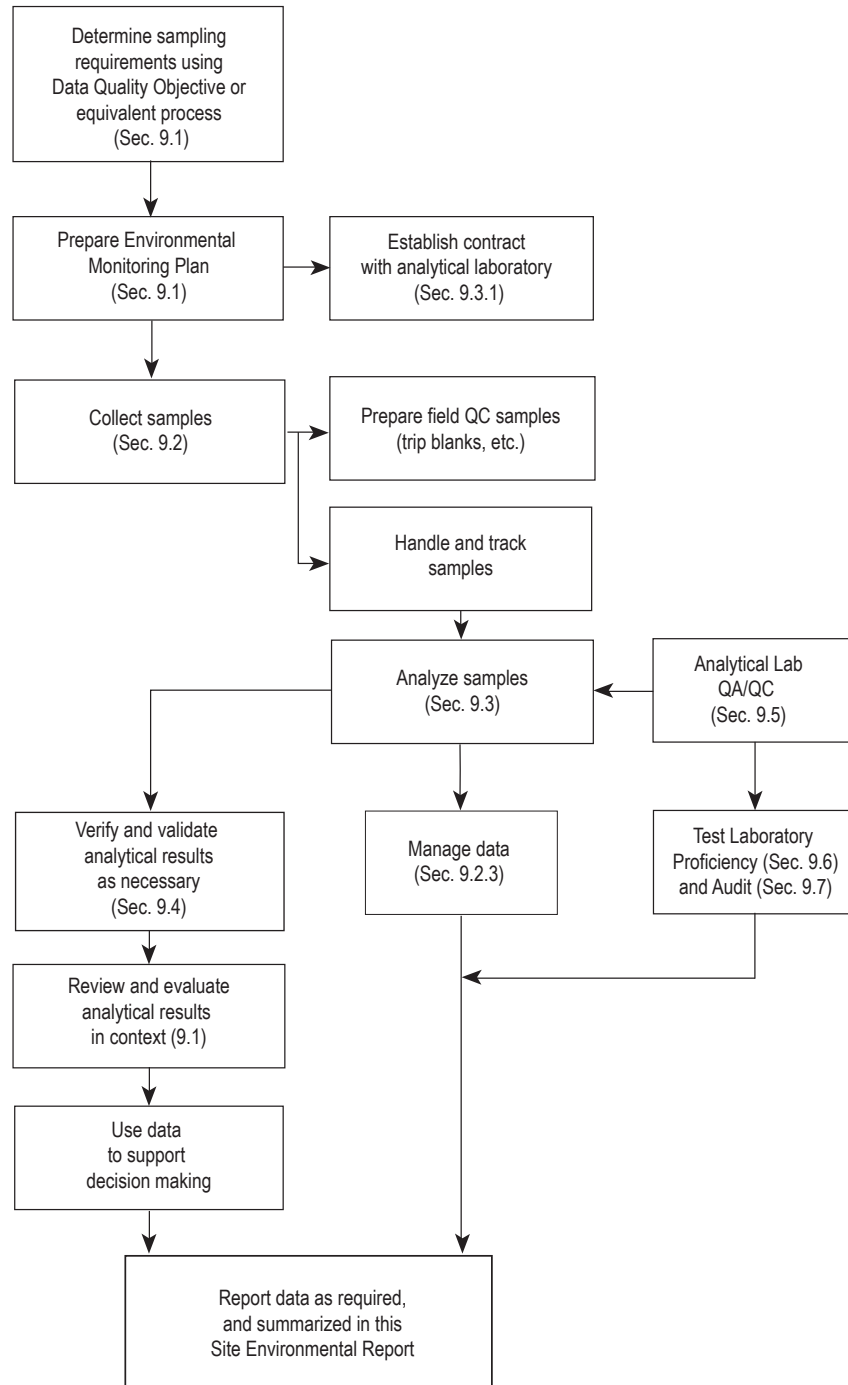 Determine sampling
requirements using
Data Quality Objective or
equivalent process
(Sec. 9.1)
Prepare Environmental
Monitoring Plan
(Sec. 9.1)
Establish contract
with analytical laboratory
(Sec. 9.3.1)
Collect samples
(Sec. 9.2)
Prepare field QC samples
(trip blanks, etc.)
Handle and track
samples
Analyze samples
(Sec. 9.3)
Analytical Lab
QA/QC
(Sec. 9.5)
Verify and validate
analytical results
as necessary
(Sec. 9.4)
Manage data
(Sec. 9.2.3)
Test Laboratory
Proficiency (Sec. 9.6)
and Audit (Sec. 9.7)
Review and evaluate
analytical results
in context (9.1)
Use data
to support
decision making
Report data as required,
and summarized in this
Site Environmental Report